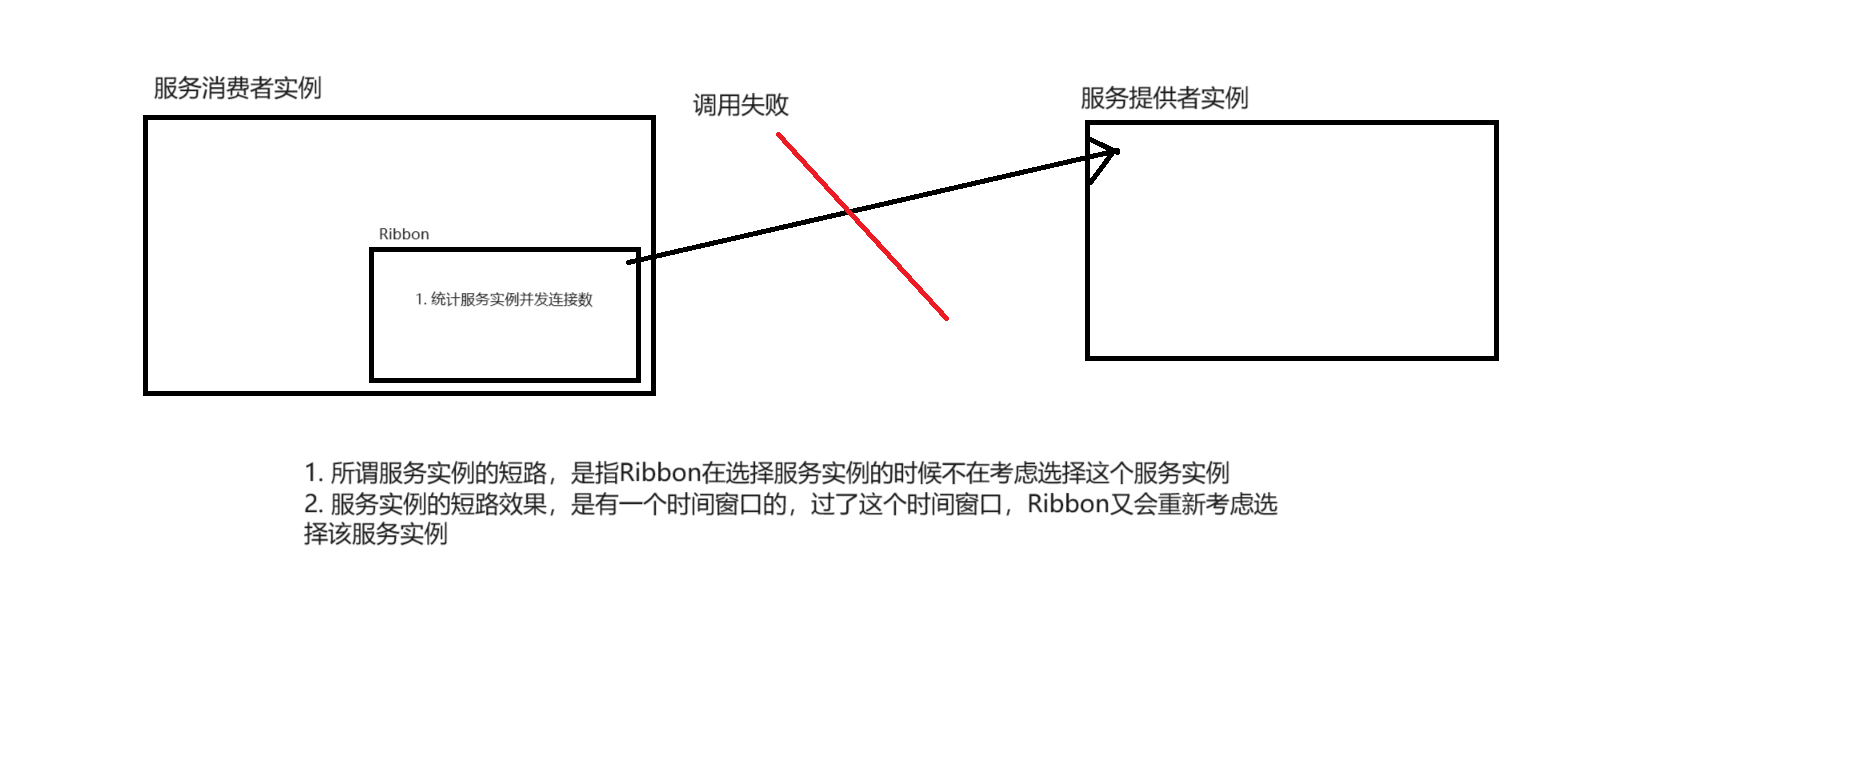 服务消费者实例
调用失败
服务提供者实例
Ribbon
1. 统计服务实例并发连接数
1. 所谓服务实例的短路，是指Ribbon在选择服务实例的时候不在考虑选择这个服务实例
2. 服务实例的短路效果，是有一个时间窗口的，过了这个时间窗口，Ribbon又会重新考虑选
择该服务实例